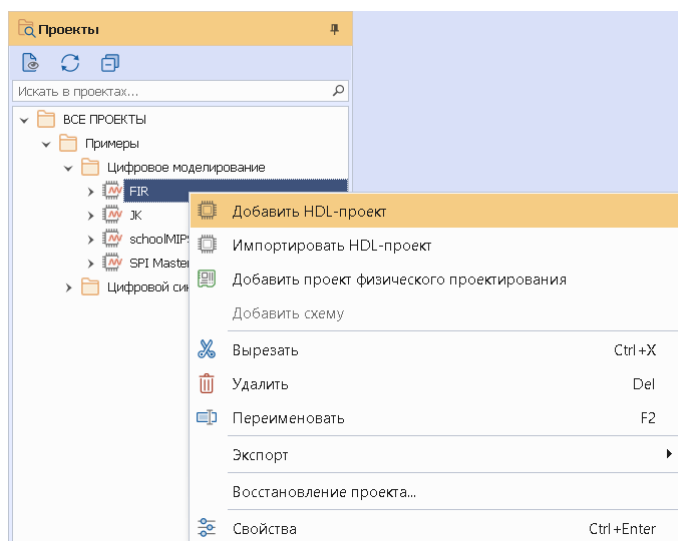 Проекты
Искать в проектах...
ВСЕ ПРОЕКТЫ
Примеры
Цифровое моделирование
FIR
JK
schoolMIPS
SPI Master
Цифровой син
Добавить HDL-проект
Импортировать HDL-проект
Добавить проект физического проектирования
Добавить схему
Вырезать Ctrl+X
Удалить Del
Переименовать F2
Экспорт
Восстановление проекта...
Свойства Ctrl+Enter